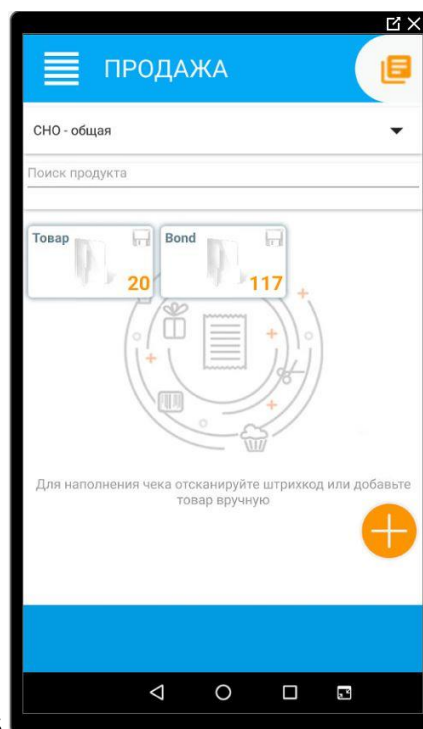 ПРОДАЖА
СНО - общая
Поиск продукта
Товар
20
Bond
117
Для наполнения чека отсканируйте штрихкод или добавьте
товар вручную